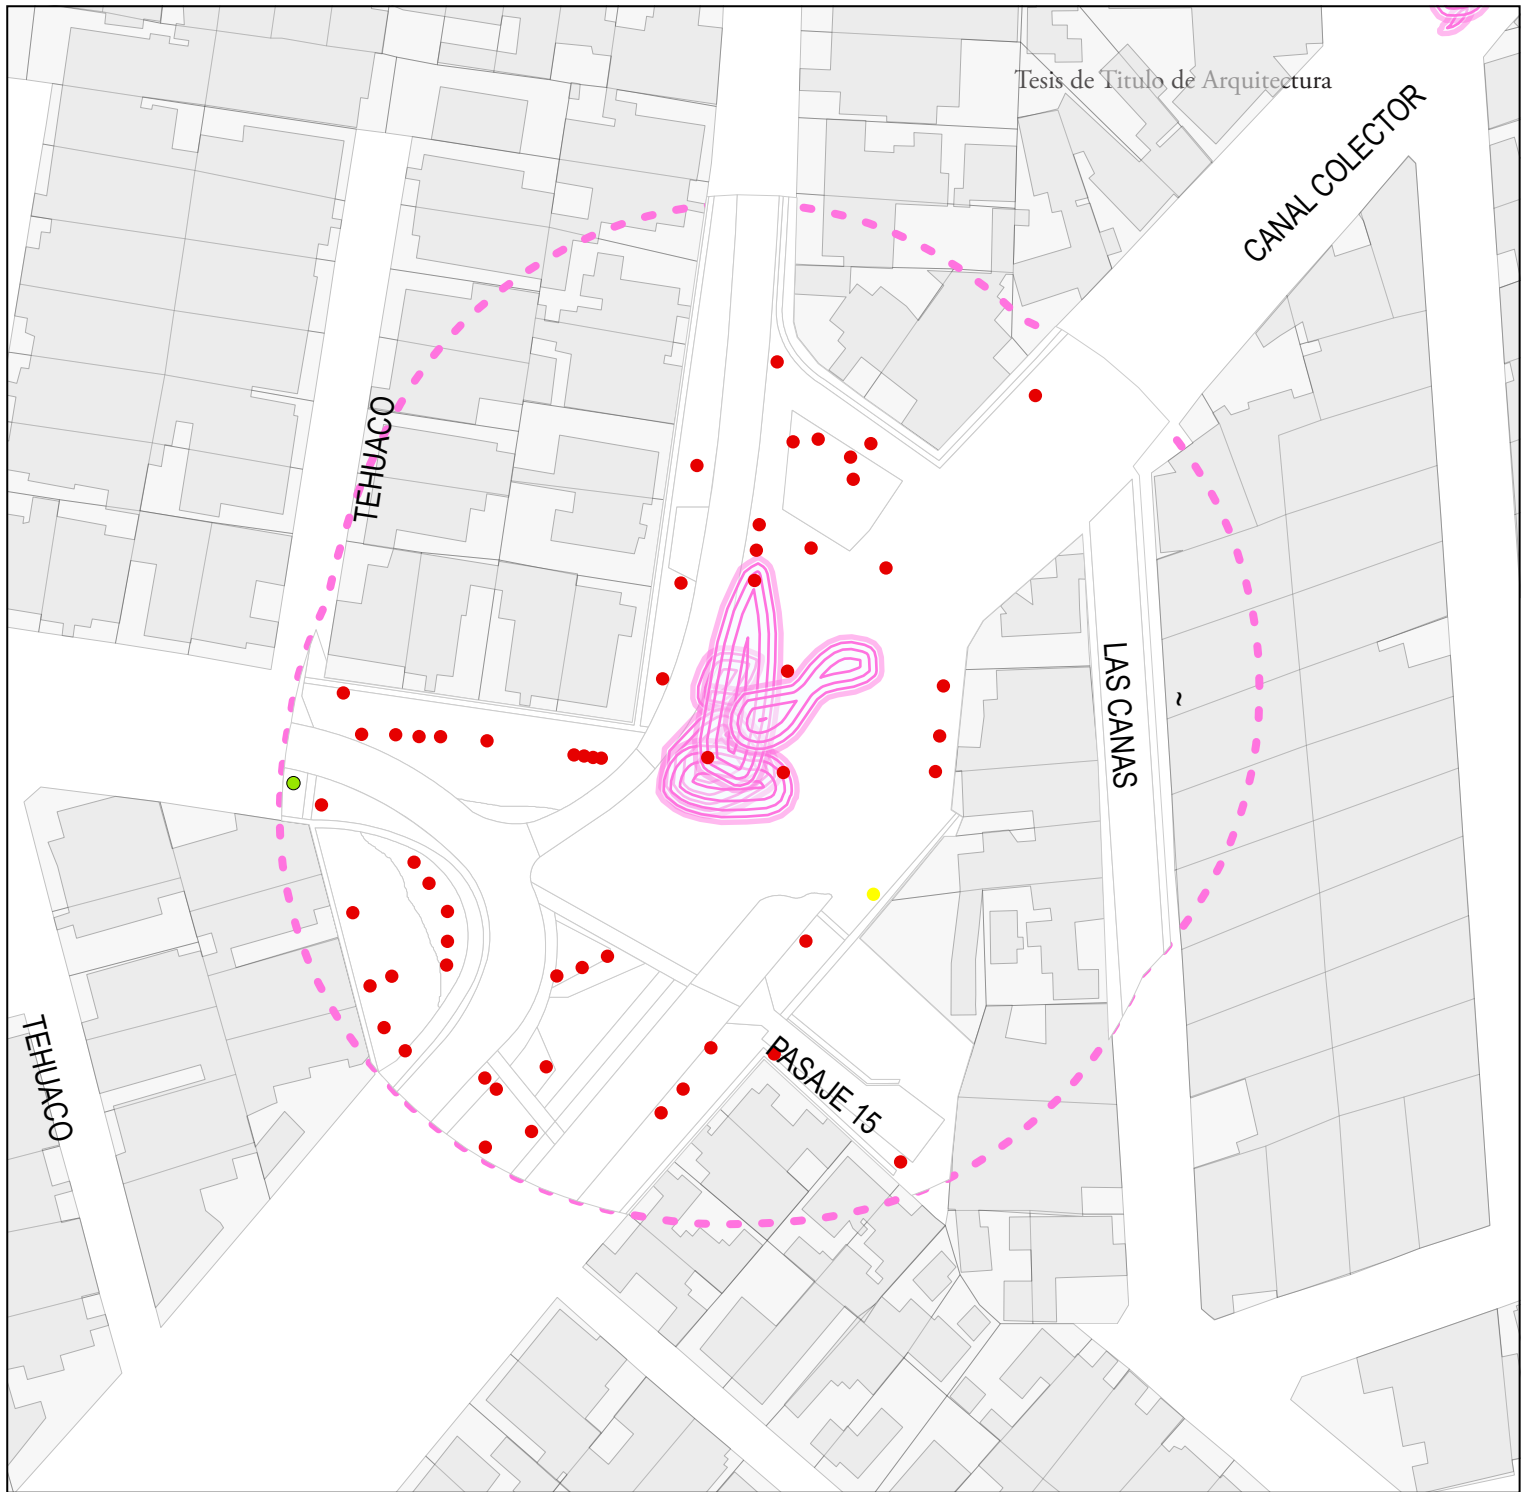 Tesis de Titulo de Arquitectura
CANAL COLECTOR
TEHUACO
LAS CANAS
~
TEHUACO
PASAJE 15